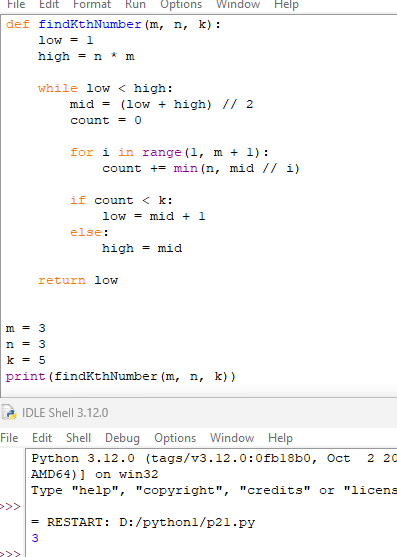 File Edit Format Run Options Window Help
def findKthNumber(m, n, k):
    low = 1
    high = n * m
    while low < high:
        mid = (low + high) // 2
        count = 0
        for i in range(1, m + 1):
            count += min(n, mid // i)
        if count < k:
            low = mid + 1
        else:
            high = mid
    return low
m = 3
n = 3
k = 5
print(findKthNumber(m, n, k))
IDLE Shell 3.12.0
File Edit Shell Debug Options Window Help
Python 3.12.0 (tags/v3.12.0:0fb18b0, Oct  2 20
AMD64)] on win32
Type "help", "copyright", "credits" or "licens
>>>
= RESTART: D:/python1/p21.py
3
>>>